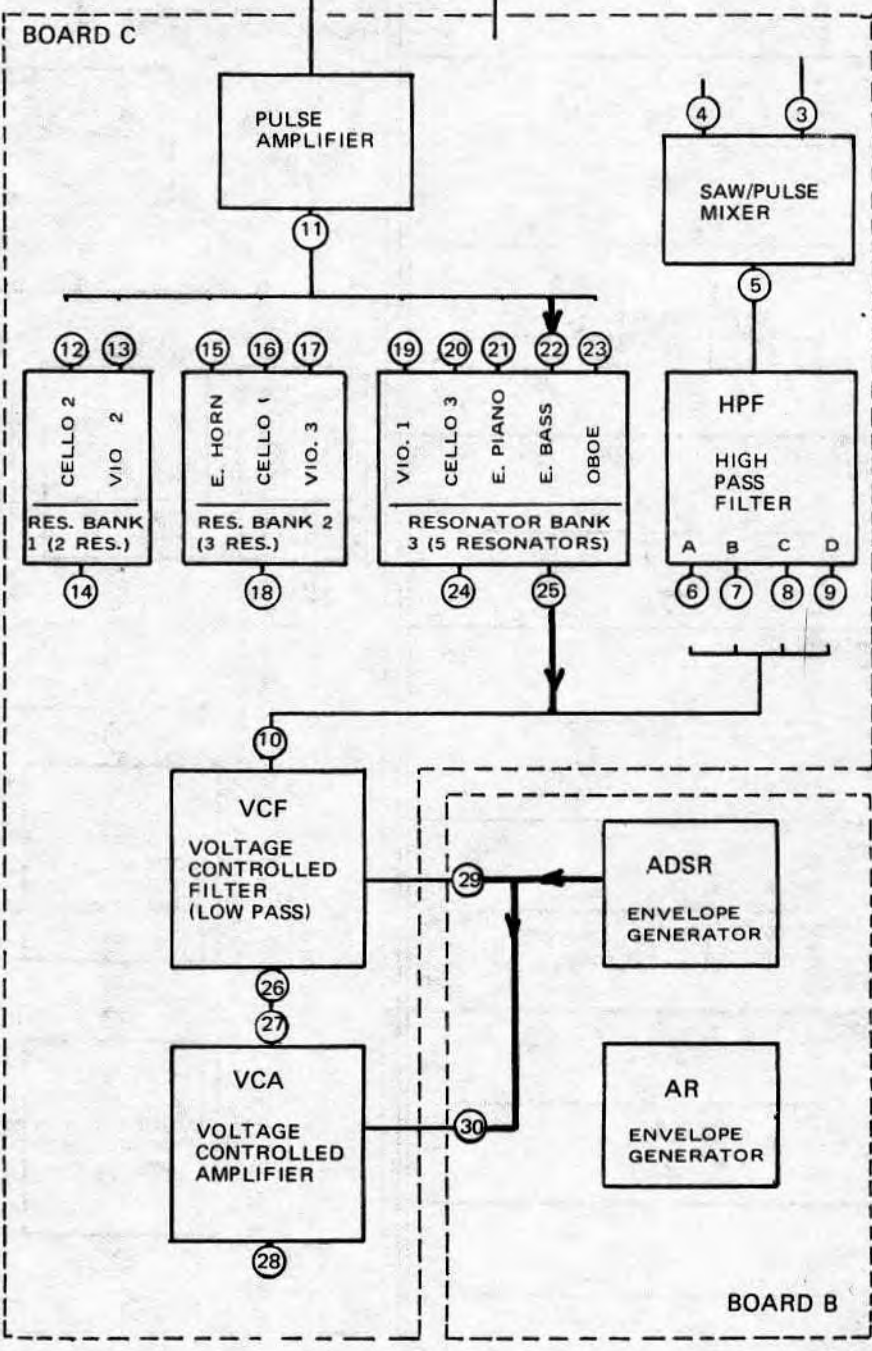 BOARD C
PULSE
AMPLIFIER
4
3
SAW/PULSE
MIXER
11
5
12
13
15
16
17
19
20
21
22
23
CELLO 2
VIO 2
E. HORN
CELLO 1
VIO. 3
VIO. 1
CELLO 3
E. PIANO
E. BASS
OBOE
HPF
HIGH
PASS
FILTER
RES. BANK
1 (2 RES.)
RES. BANK 2
(3 RES.)
RESONATOR BANK
3 (5 RESONATORS)
A
B
C
D
14
18
24
25
6
7
8
9
10
VCF
VOLTAGE
CONTROLLED
FILTER
(LOW PASS)
29
ADSR
ENVELOPE
GENERATOR
26
27
VCA
VOLTAGE
CONTROLLED
AMPLIFIER
30
AR
ENVELOPE
GENERATOR
28
BOARD B